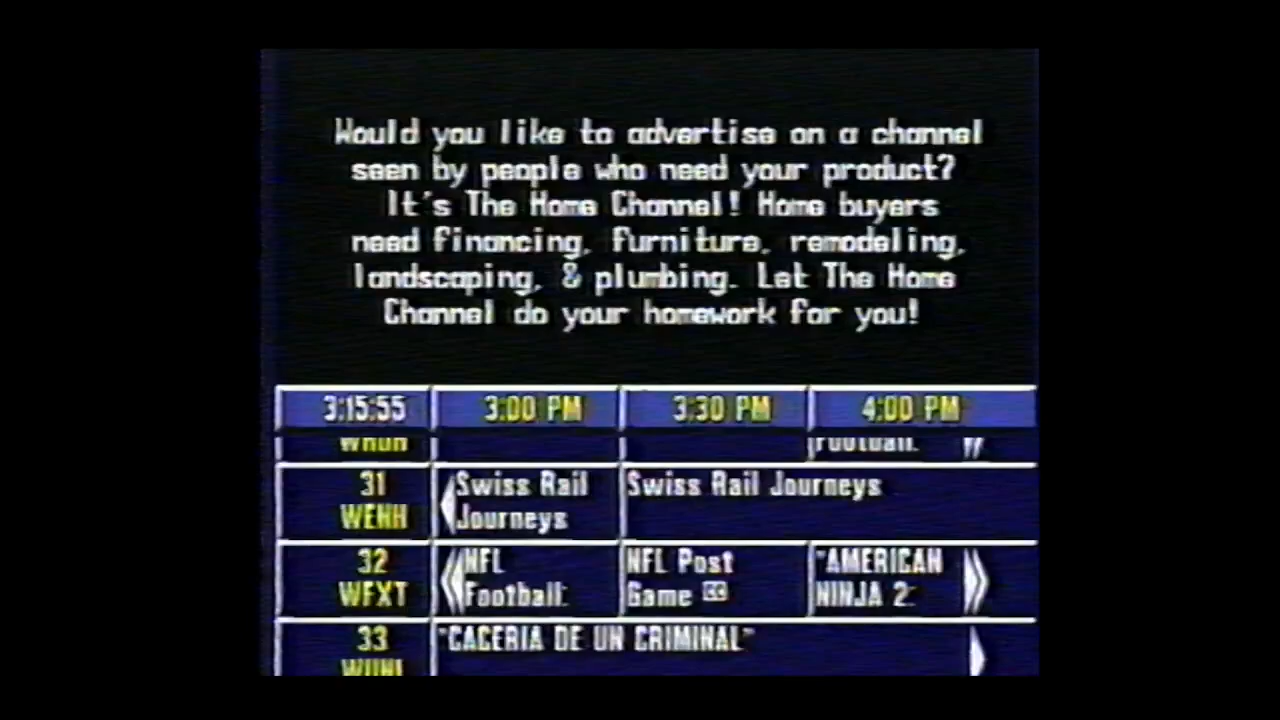 Would you like to advertise on a channel
seen by people who need your product?
It's The Home Channel! Home buyers
need financing, furniture, remodeling,
landscaping, & plumbing. Let The Home
Channel do your homework for you!
3:15:55 3:00 PM 3:30 PM 4:00 PM
Football:
31 Swiss Rail Swiss Rail Journeys
WENH Journeys
32 NFL NFL Post "AMERICAN
WFXT Football: Game CC NINJA 2:
33 "CACERIA DE UN CRIMINAL"